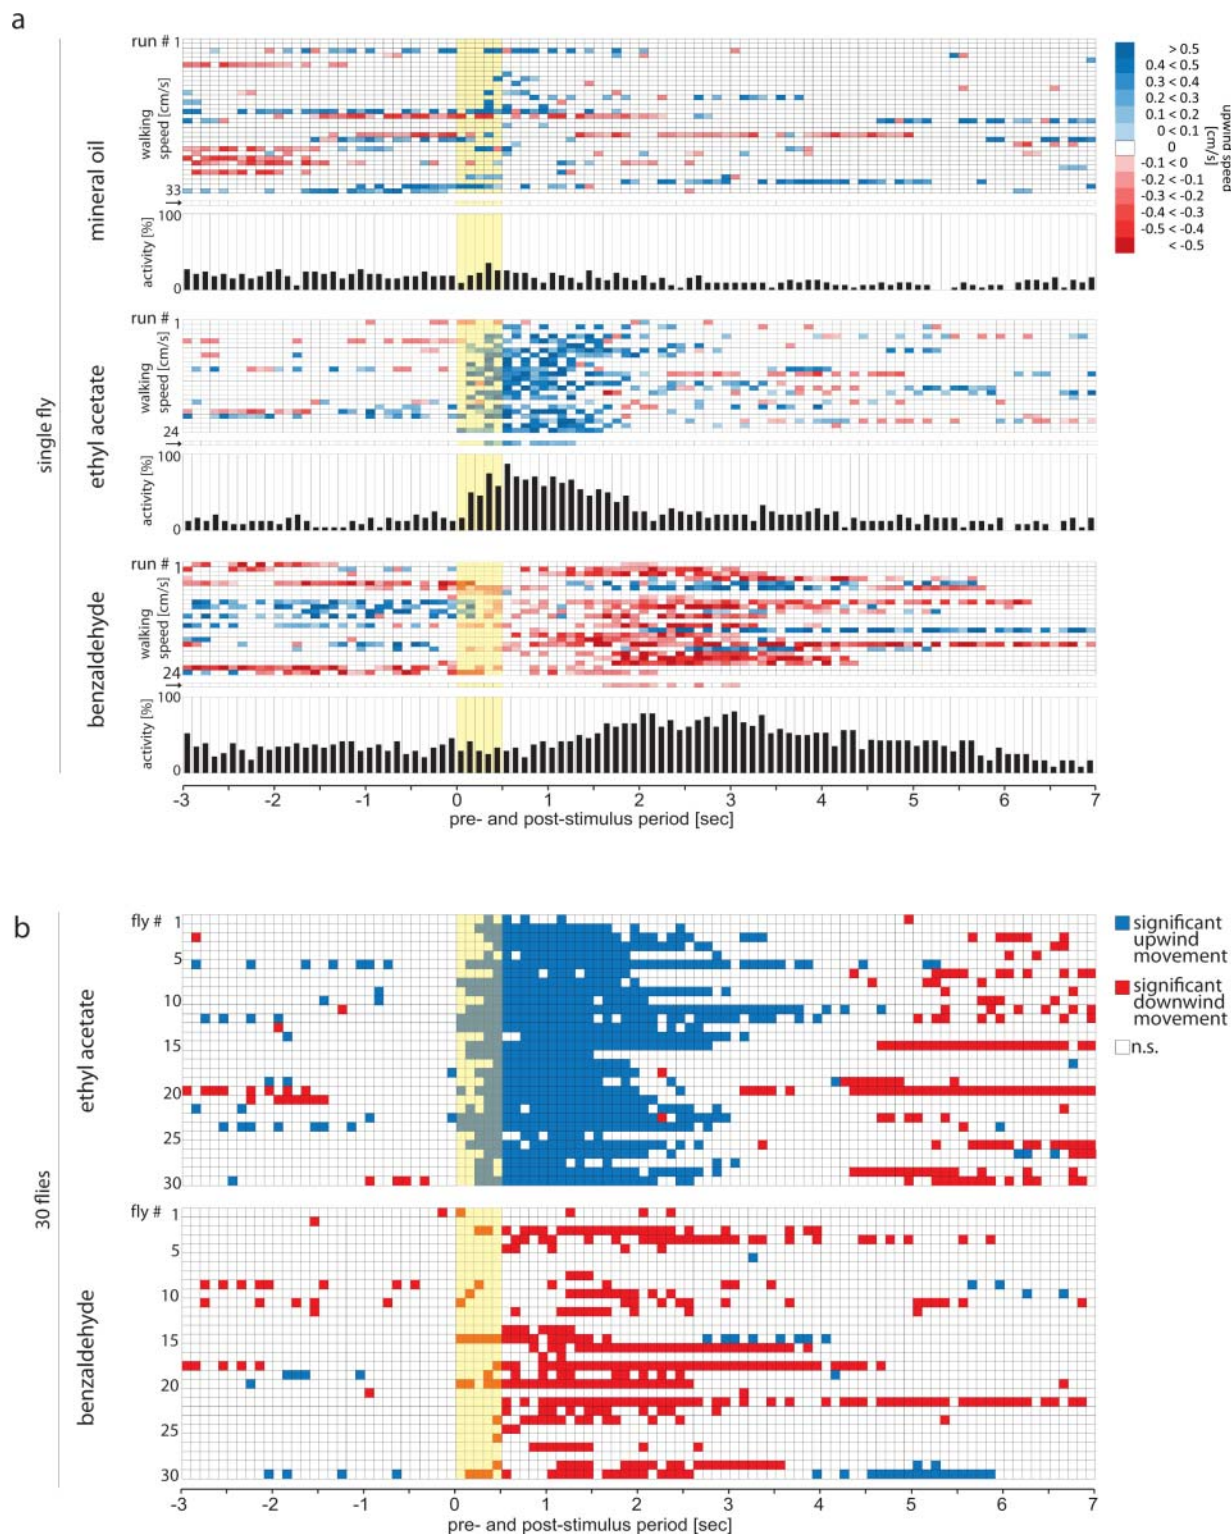 a
single fly
mineral oil
run # 1
walking
speed [cm/s]
33
100
activity [%]
0
> 0.5
0.4 < 0.5
0.3 < 0.4
0.2 < 0.3
0.1 < 0.2
0 < 0.1
0
-0.1 < 0
-0.2 < -0.1
-0.3 < -0.2
-0.4 < -0.3
-0.5 < -0.4
< -0.5
upwind speed
[cm/s]
ethyl acetate
run # 1
walking
speed [cm/s]
24
100
activity [%]
0
benzaldehyde
run # 1
walking
speed [cm/s]
24
100
activity [%]
0
-3 -2 -1 0 1 2 3 4 5 6 7
pre- and post-stimulus period [sec]
b
30 flies
ethyl acetate
fly # 1
5
10
15
20
25
30
significant
upwind
movement
significant
downwind
movement
n.s.
benzaldehyde
fly # 1
5
10
15
20
25
30
-3 -2 -1 0 1 2 3 4 5 6 7
pre- and post-stimulus period [sec]